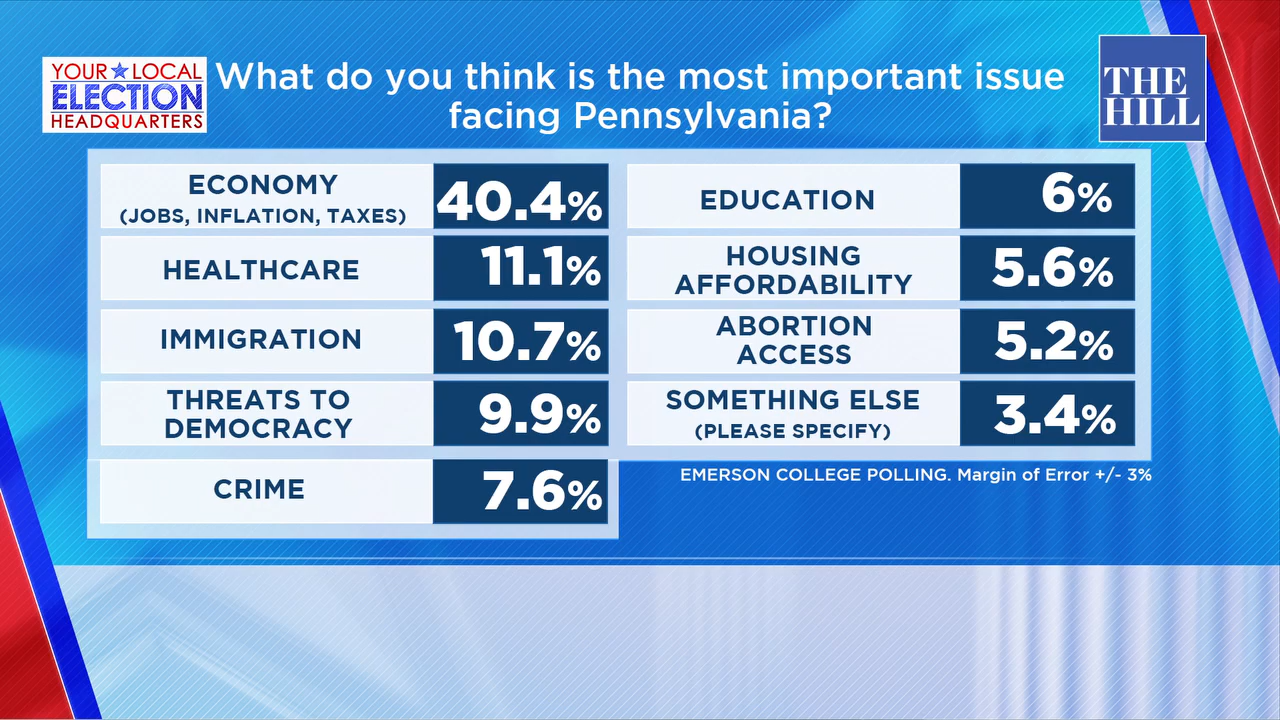 YOUR★LOCAL
ELECTION
HEADQUARTERS
What do you think is the most important issue
facing Pennsylvania?
THE
HILL
ECONOMY
(JOBS, INFLATION, TAXES)
40.4%
HEALTHCARE
11.1%
IMMIGRATION
10.7%
THREATS TO
DEMOCRACY
9.9%
CRIME
7.6%
EDUCATION
6%
HOUSING
AFFORDABILITY
5.6%
ABORTION
ACCESS
5.2%
SOMETHING ELSE
(PLEASE SPECIFY)
3.4%
EMERSON COLLEGE POLLING. Margin of Error +/- 3%